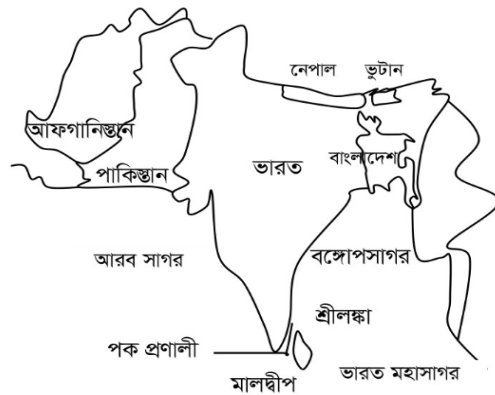 নেপাল ভুটান
আফগানিস্তান
পাকিস্তান
ভারত
বাংলাদেশ
আরব সাগর
বঙ্গোপসাগর
শ্রীলঙ্কা
পক প্রণালী
মালদ্বীপ
ভারত মহাসাগর